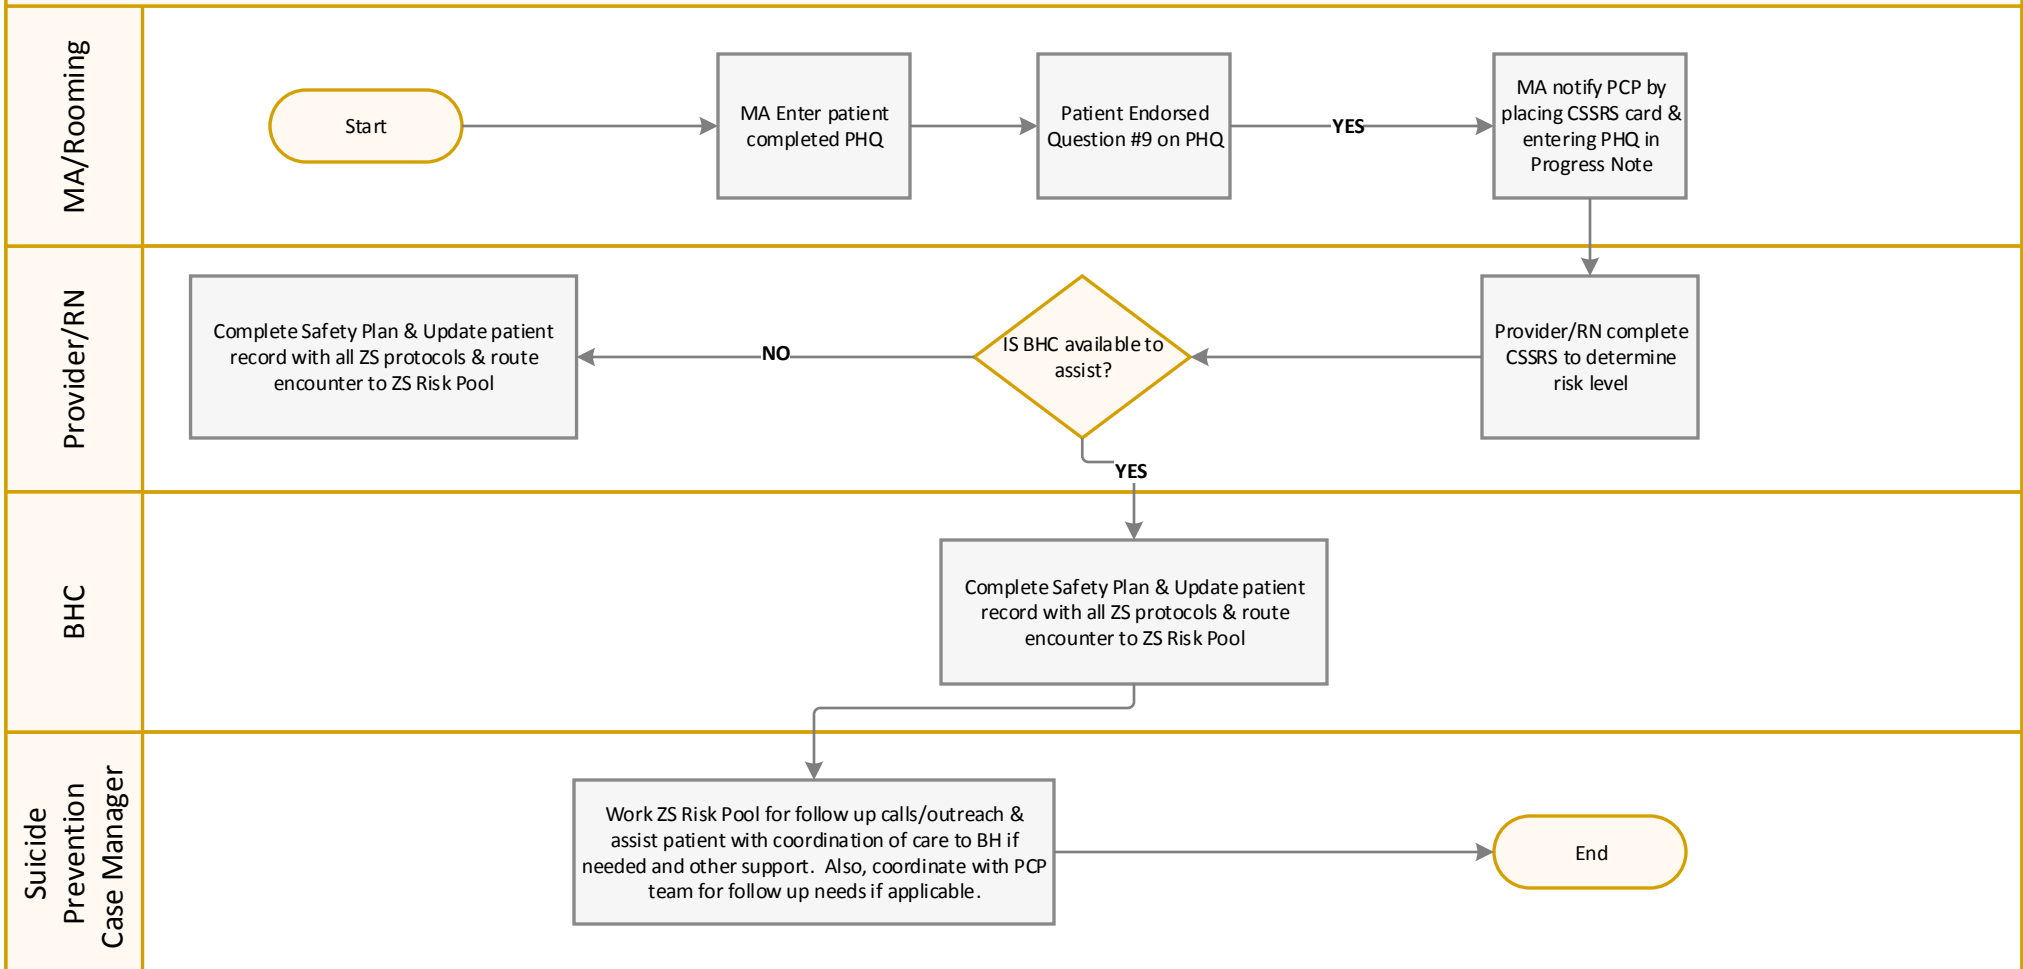 MA/Rooming
Start
MA Enter patient
completed PHQ
Patient Endorsed
Question #9 on PHQ
YES
MA notify PCP by
placing CSSRS card &
entering PHQ in
Progress Note
Provider/RN
Complete Safety Plan & Update patient
record with all ZS protocols & route
encounter to ZS Risk Pool
NO
IS BHC available to
assist?
Provider/RN complete
CSSRS to determine
risk level
YES
BHC
Complete Safety Plan & Update patient
record with all ZS protocols & route
encounter to ZS Risk Pool
Suicide
Prevention
Case Manager
Work ZS Risk Pool for follow up calls/outreach &
assist patient with coordination of care to BH if
needed and other support.  Also, coordinate with PCP
team for follow up needs if applicable.
End